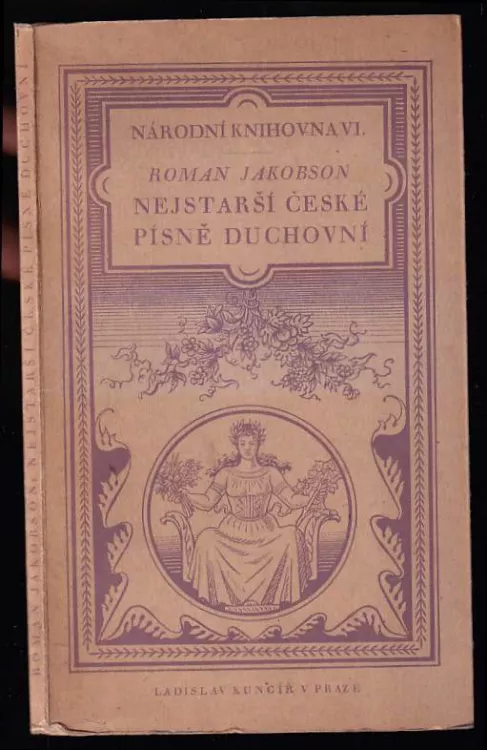 NÁRODNÍ KNIHOVNA VI.
ROMAN JAKOBSON
NEJSTARŠÍ ČESKÉ
PÍSNĚ DUCHOVNÍ
LADISLAV KUNCÍŘ V PRAZE
ROMAN JAKOBSON: NEJSTARŠÍ ČESKÉ PÍSNĚ DUCHOVNÍ